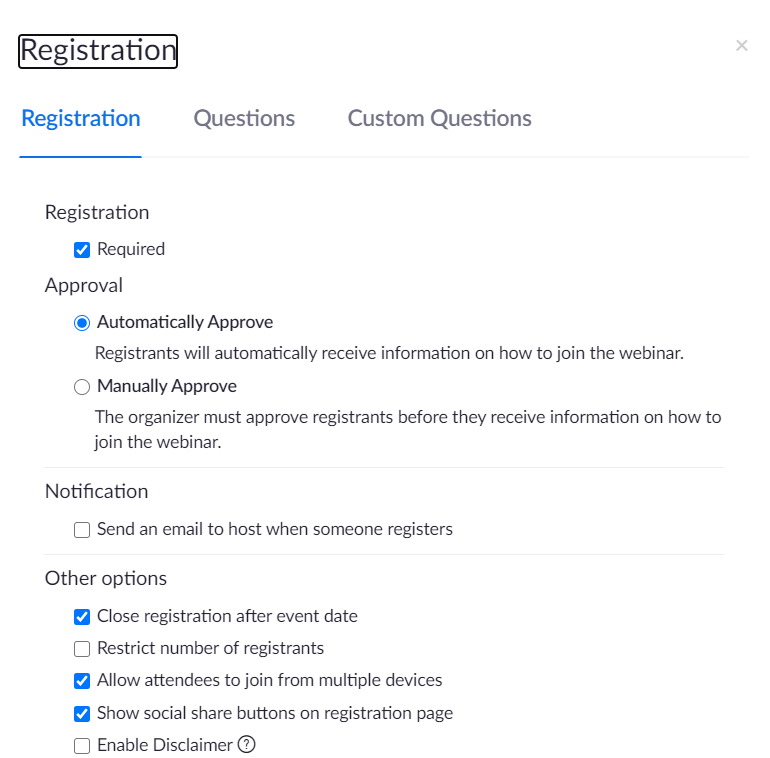 Registration
×
Registration Questions Custom Questions
Registration
Required
Approval
Automatically Approve
Registrants will automatically receive information on how to join the webinar.
Manually Approve
The organizer must approve registrants before they receive information on how to
join the webinar.
Notification
Send an email to host when someone registers
Other options
Close registration after event date
Restrict number of registrants
Allow attendees to join from multiple devices
Show social share buttons on registration page
Enable Disclaimer ?